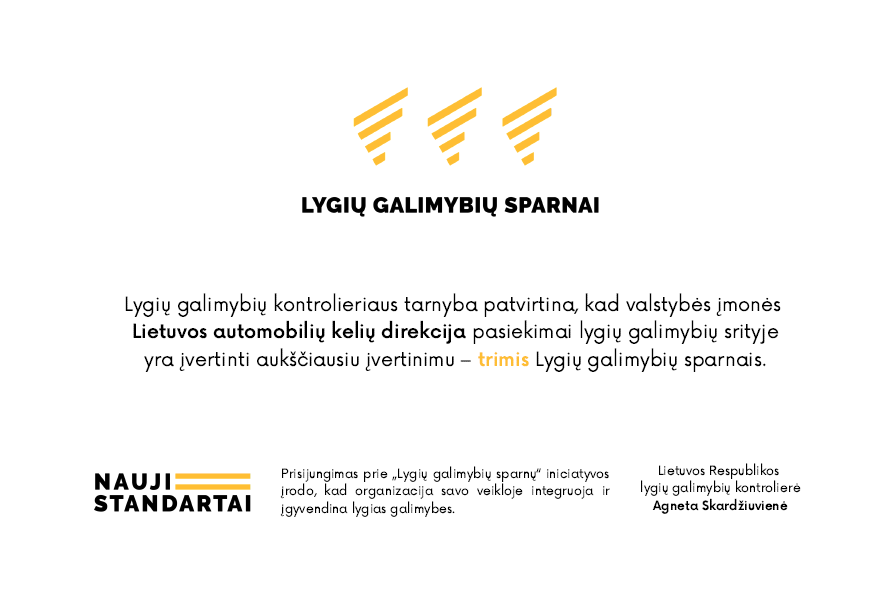 LYGIŲ GALIMYBIŲ SPARNAI
Lygių galimybių kontrolieriaus tarnyba patvirtina, kad valstybės įmonės
Lietuvos automobilių kelių direkcija pasiekimai lygių galimybių srityje
yra įvertinti aukščiausiu įvertinimu – trimis Lygių galimybių sparnais.
NAUJI
STANDARTAI
Prisijungimas prie „Lygių galimybių sparnų“ iniciatyvos
įrodo, kad organizacija savo veikloje integruoja ir
įgyvendina lygias galimybes.
Lietuvos Respublikos
lygių galimybių kontrolierė
Agneta Skardžiuvienė